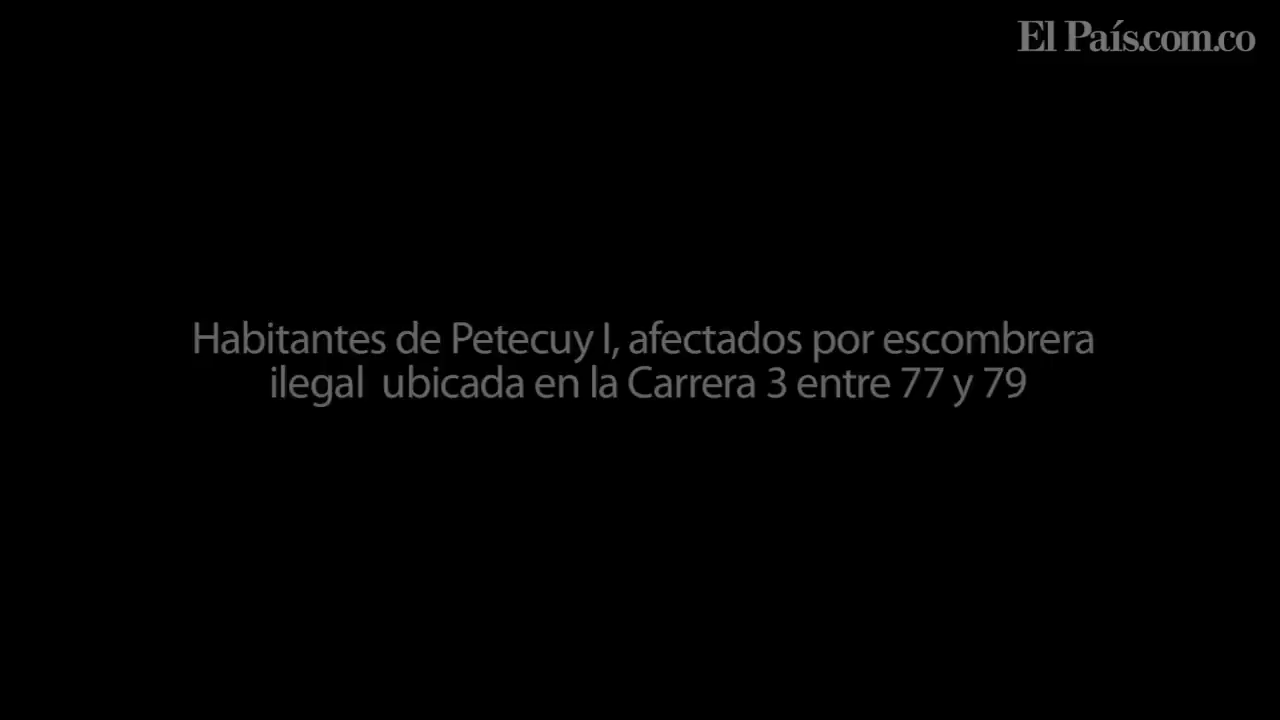 El País.com.co
Habitantes de Petecuy I, afectados por escombrera
ilegal  ubicada en la Carrera 3 entre 77 y 79